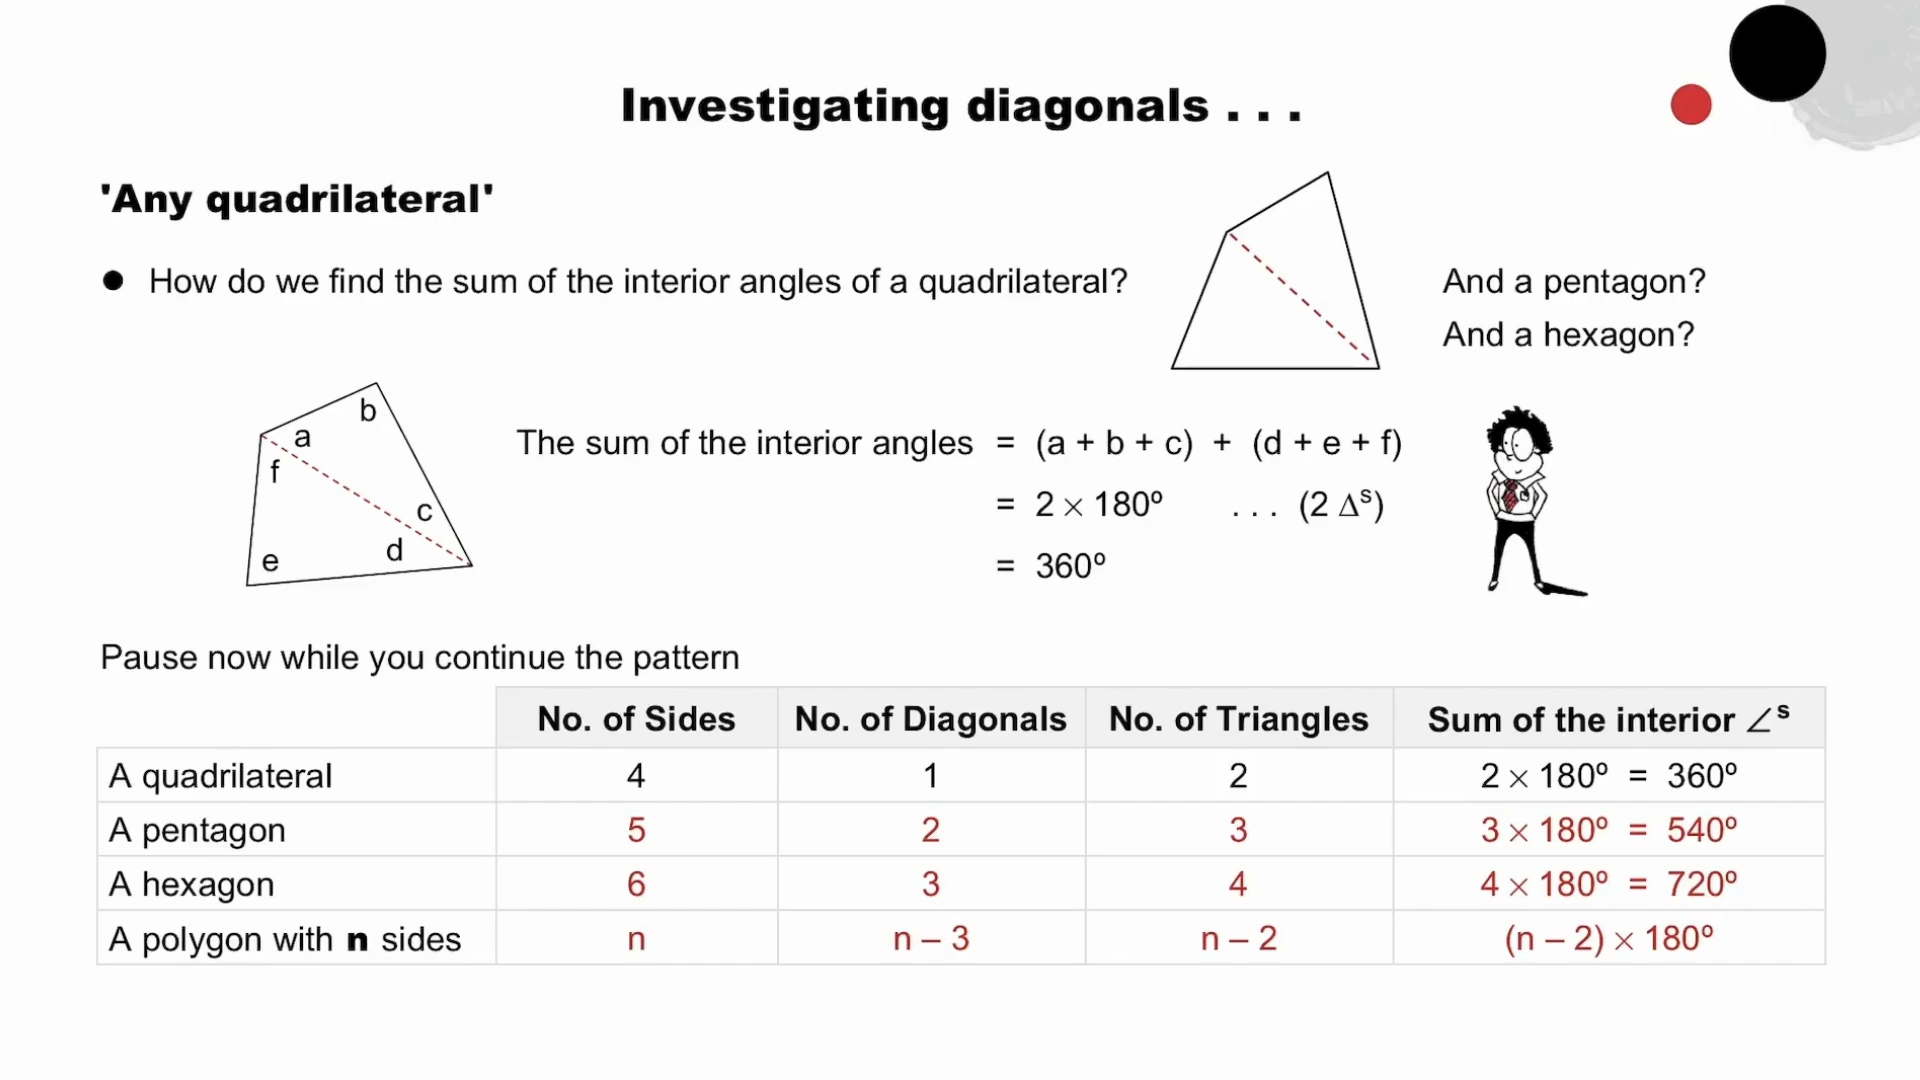 Investigating diagonals . . .
'Any quadrilateral'
● How do we find the sum of the interior angles of a quadrilateral?
And a pentagon?
And a hexagon?
b
a
f
c
d
e
The sum of the interior angles = (a + b + c) + (d + e + f)
= 2 × 180º . . . (2 Δˢ)
= 360º
Pause now while you continue the pattern
No. of Sides No. of Diagonals No. of Triangles Sum of the interior ∠ˢ
A quadrilateral 4 1 2 2 × 180º = 360º
A pentagon 5 2 3 3 × 180º = 540º
A hexagon 6 3 4 4 × 180º = 720º
A polygon with n sides n n – 3 n – 2 (n – 2) × 180º